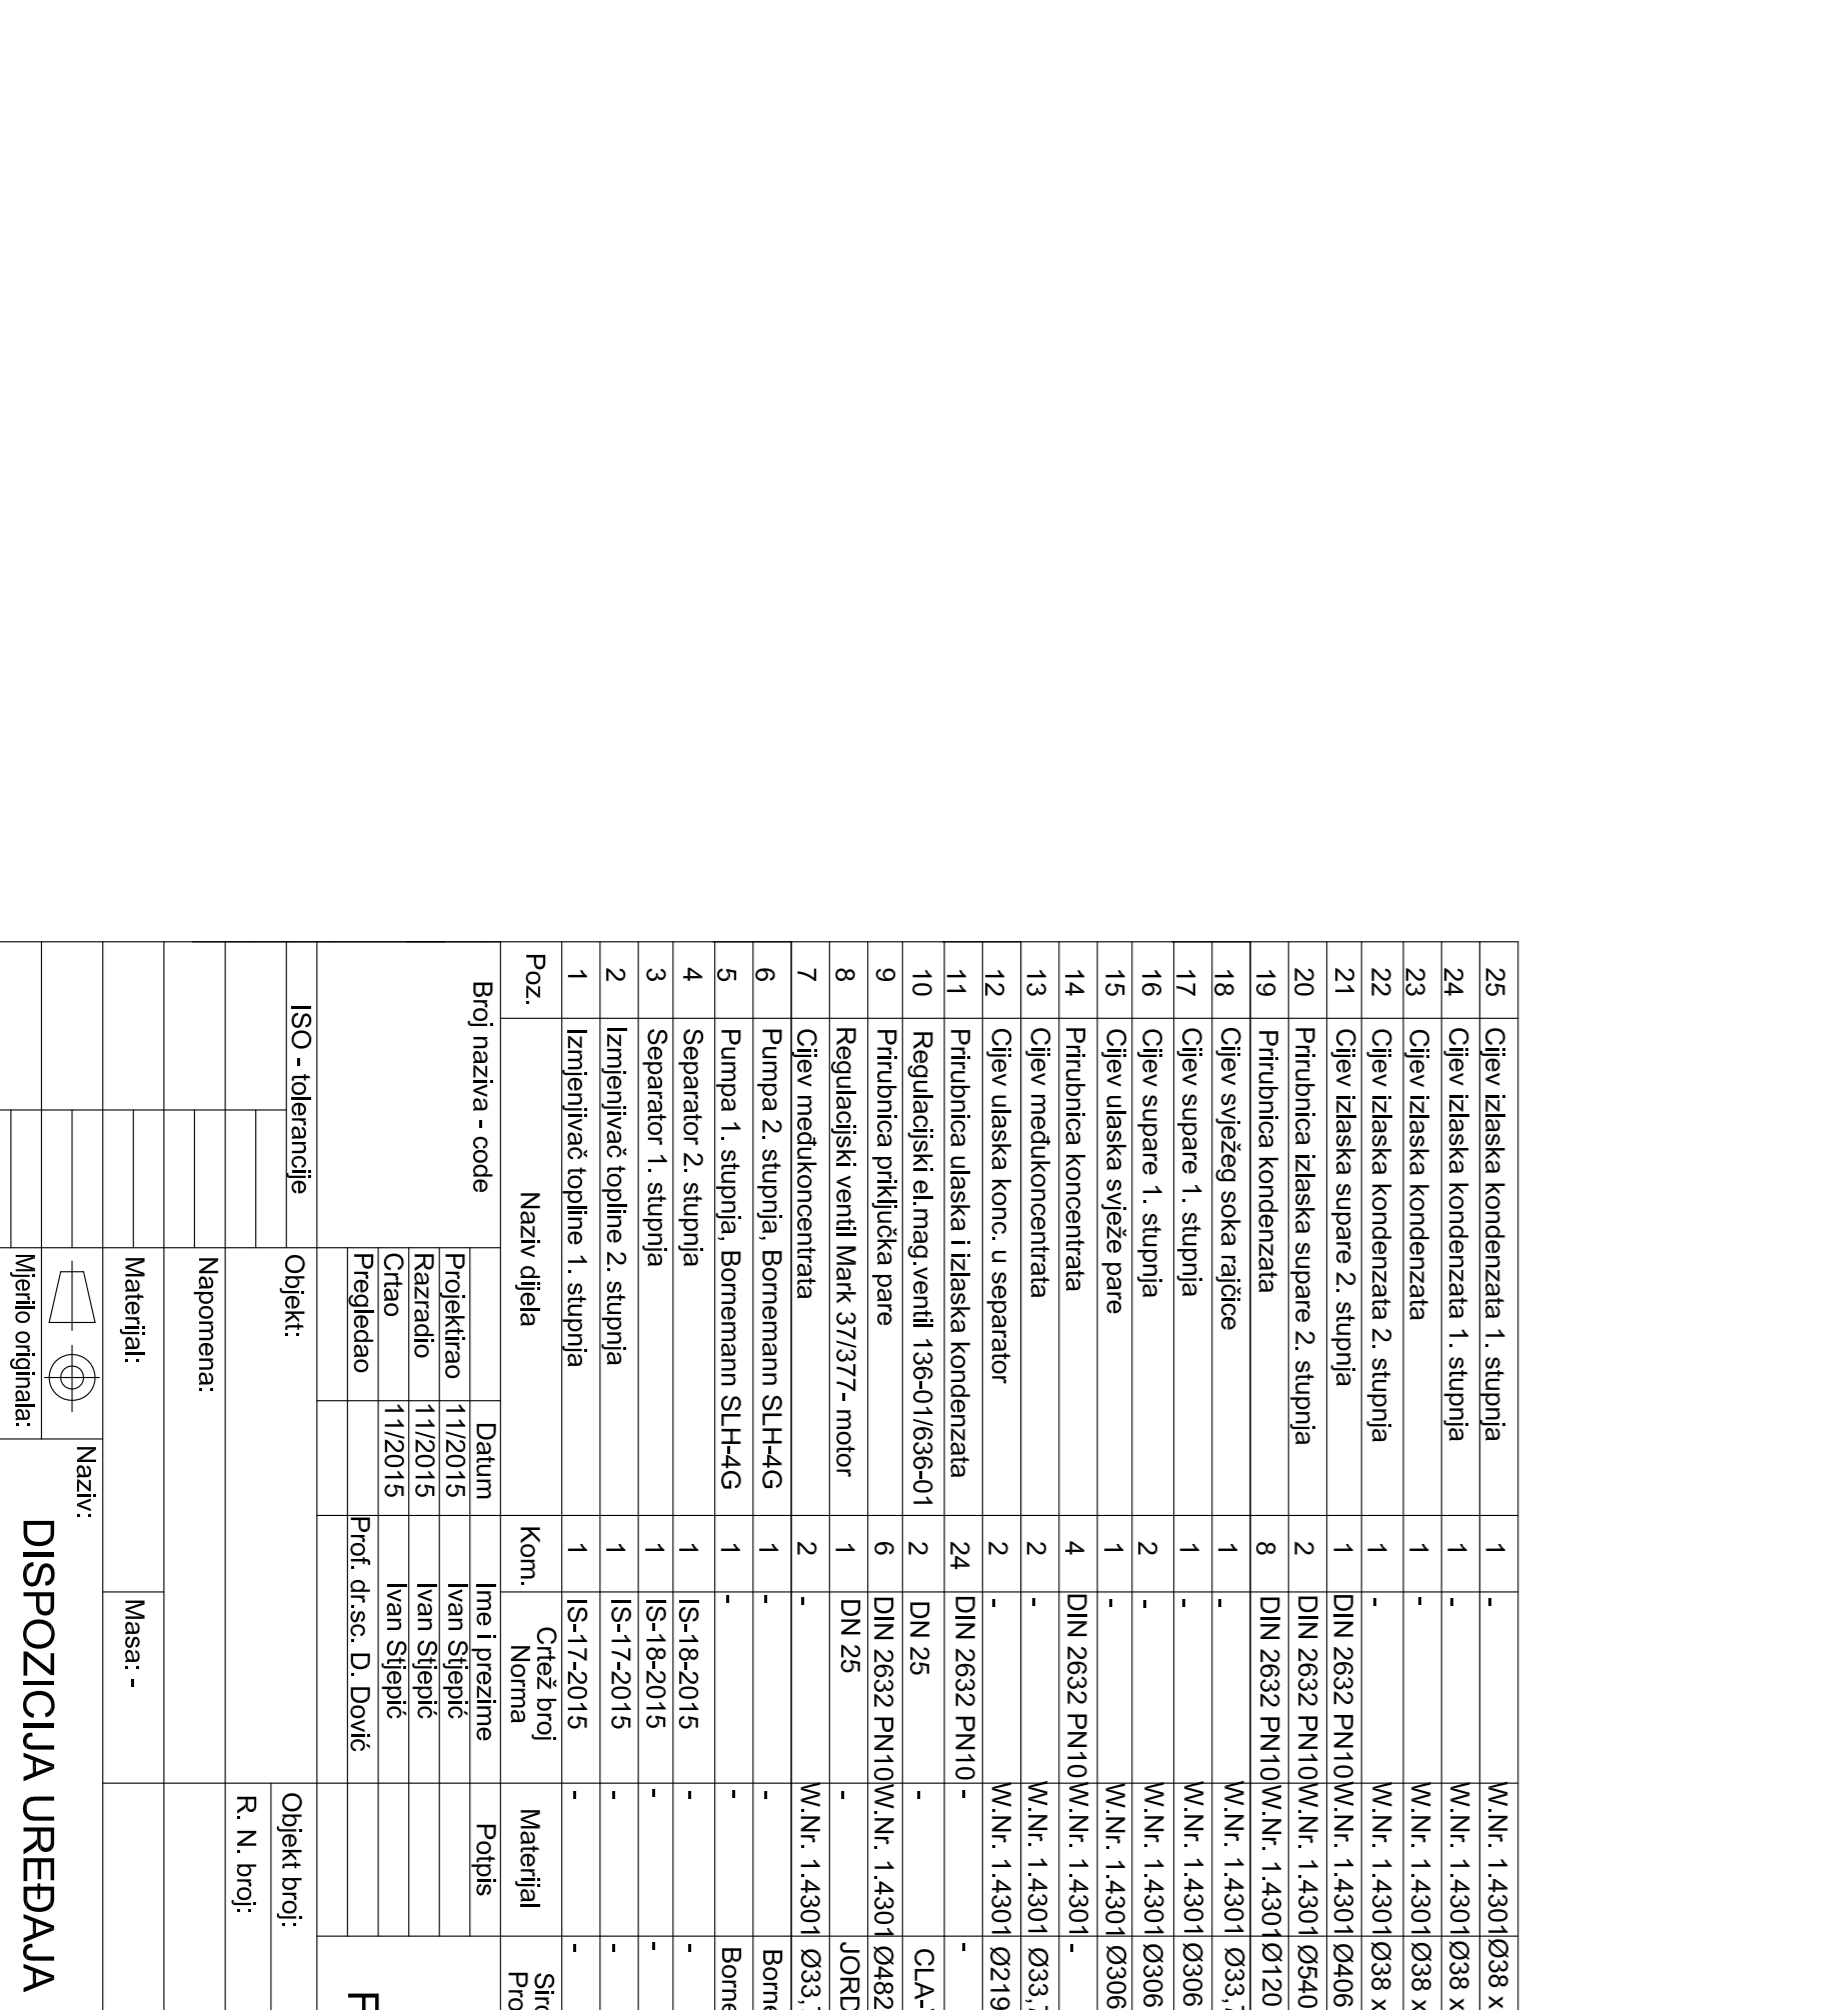 25 Cijev izlaska kondenzata 1. stupnja 1 - W.Nr. 1.4301 Ø38 x
24 Cijev izlaska kondenzata 1. stupnja 1 - W.Nr. 1.4301 Ø38 x
23 Cijev izlaska kondenzata 1 - W.Nr. 1.4301 Ø38 x
22 Cijev izlaska kondenzata 2. stupnja 1 - W.Nr. 1.4301 Ø38 x
21 Cijev izlaska supare 2. stupnja 1 DIN 2632 PN10 W.Nr. 1.4301 Ø406
20 Prirubnica izlaska supare 2. stupnja 2 DIN 2632 PN10 W.Nr. 1.4301 Ø540
19 Prirubnica kondenzata 8 DIN 2632 PN10 W.Nr. 1.4301 Ø120
18 Cijev svježeg soka rajčice 1 - W.Nr. 1.4301 Ø33,
17 Cijev supare 1. stupnja 1 - W.Nr. 1.4301 Ø306
16 Cijev supare 1. stupnja 2 - W.Nr. 1.4301 Ø306
15 Cijev ulaska svježe pare 1 - W.Nr. 1.4301 Ø306
14 Prirubnica koncentrata 4 DIN 2632 PN10 W.Nr. 1.4301 -
13 Cijev međukoncentrata 2 - W.Nr. 1.4301 Ø33,
12 Cijev ulaska konc. u separator 2 - W.Nr. 1.4301 Ø219
11 Prirubnica ulaska i izlaska kondenzata 24 DIN 2632 PN10 - -
10 Regulacijski el.mag.ventil 136-01/636-01 2 DN 25 - CLA-
9 Prirubnica priključka pare 6 DIN 2632 PN10 W.Nr. 1.4301 Ø482
8 Regulacijski ventil Mark 37/377- motor 1 DN 25 - JORD
7 Cijev međukoncentrata 2 - W.Nr. 1.4301 Ø33,
6 Pumpa 2. stupnja, Bornemann SLH-4G 1 - - Borne
5 Pumpa 1. stupnja, Bornemann SLH-4G 1 - - Borne
4 Separator 2. stupnja 1 IS-18-2015 - -
3 Separator 1. stupnja 1 IS-18-2015 - -
2 Izmjenjivač topline 2. stupnja 1 IS-17-2015 - -
1 Izmjenjivač topline 1. stupnja 1 IS-17-2015 - -
Poz. Naziv dijela Kom. Crtež broj Materijal
Norma
Broj naziva - code Datum Ime i prezime Potpis
Projektirao 11/2015 Ivan Stjepić
Razradio 11/2015 Ivan Stjepić
Crtao 11/2015 Ivan Stjepić
Pregledao Prof. dr.sc. D. Dović
F
ISO - tolerancije Objekt: Objekt broj:
R. N. broj:
Napomena:
Materijal: Masa: -
Naziv:
DISPOZICIJA UREĐAJA
Mjerilo originala: